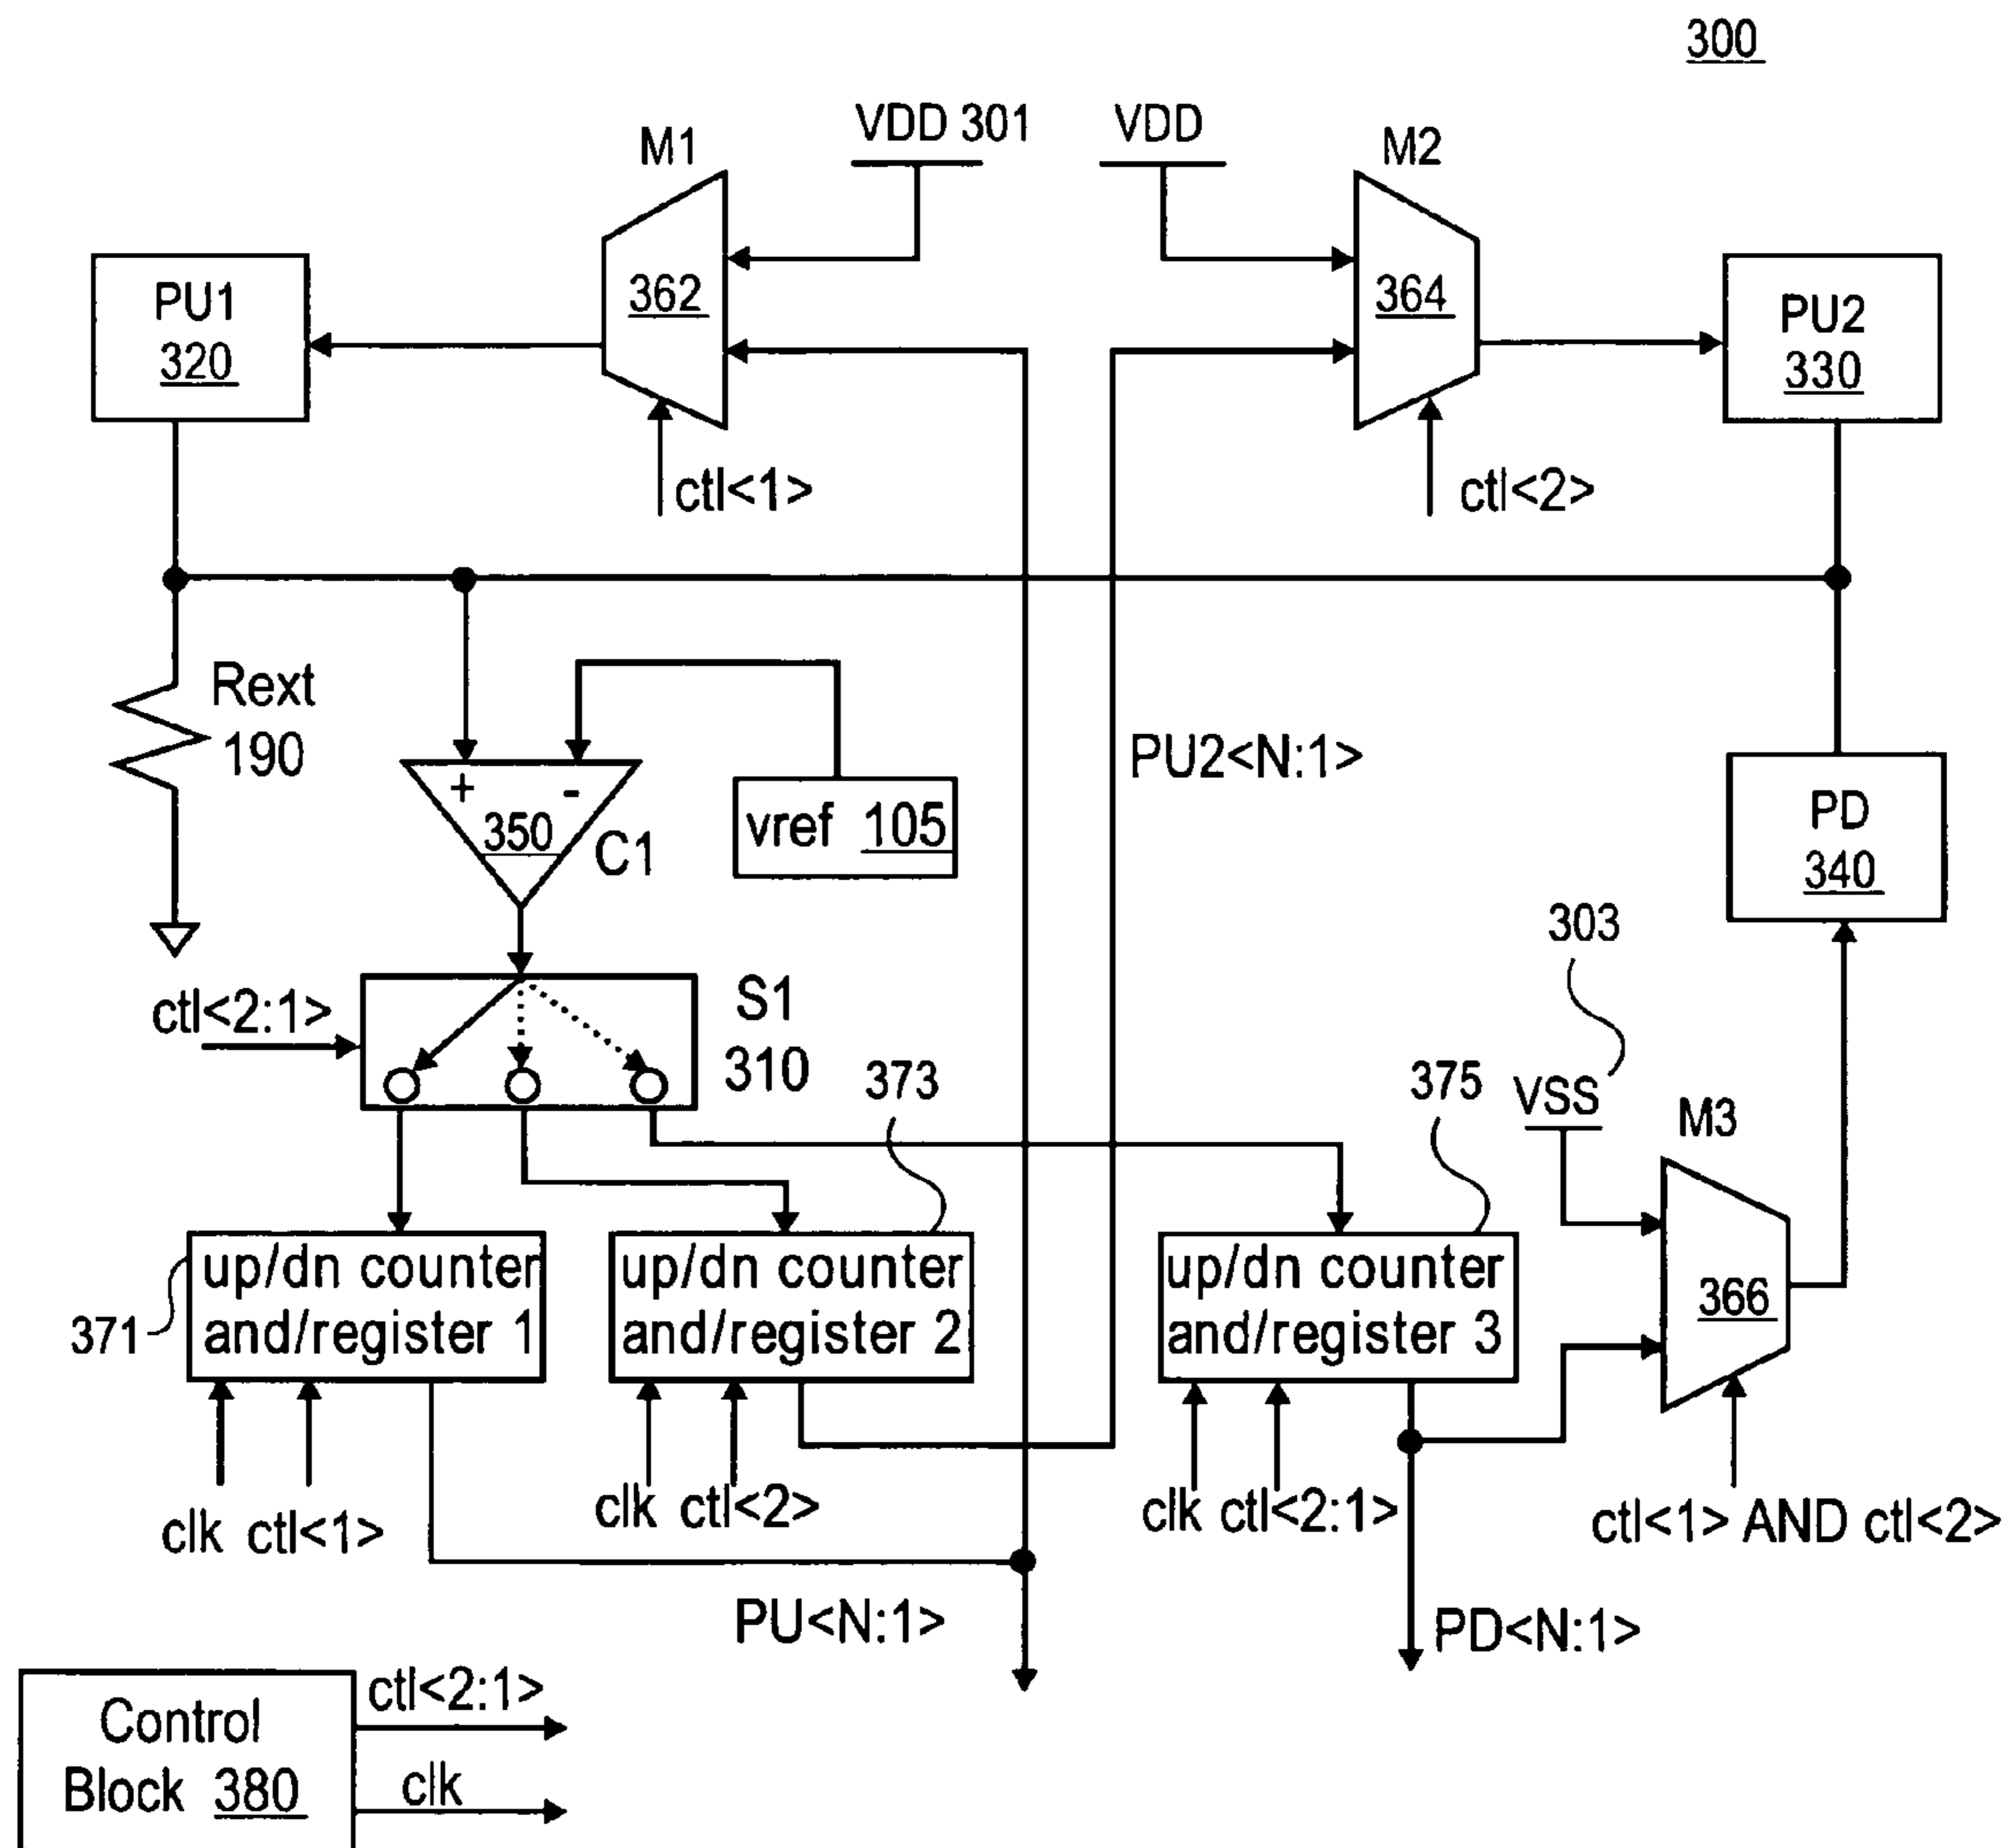 300
VDD 301
VDD
M1
M2
362
364
PU1
320
PU2
330
ctl<1>
ctl<2>
Rext
190
PU2<N:1>
+
-
350
C1
vref 105
PD
340
303
ctl<2:1>
S1
310
373
375
VSS
M3
up/dn counter
and/register 1
up/dn counter
and/register 2
up/dn counter
and/register 3
371
366
clk ctl<1>
clk ctl<2>
clk ctl<2:1>
ctl<1> AND ctl<2>
PU<N:1>
PD<N:1>
Control
Block 380
ctl<2:1>
clk